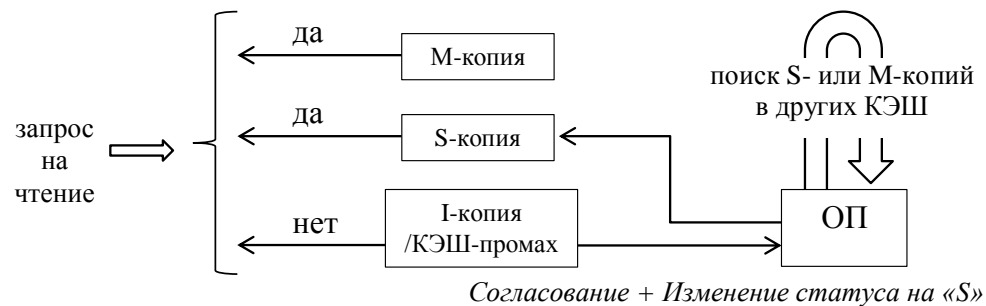 да
М-копия
поиск S- или М-копий
в других КЭШ
запрос
на
чтение
да
S-копия
нет
I-копия
/КЭШ-промах
ОП
Согласование + Изменение статуса на «S»